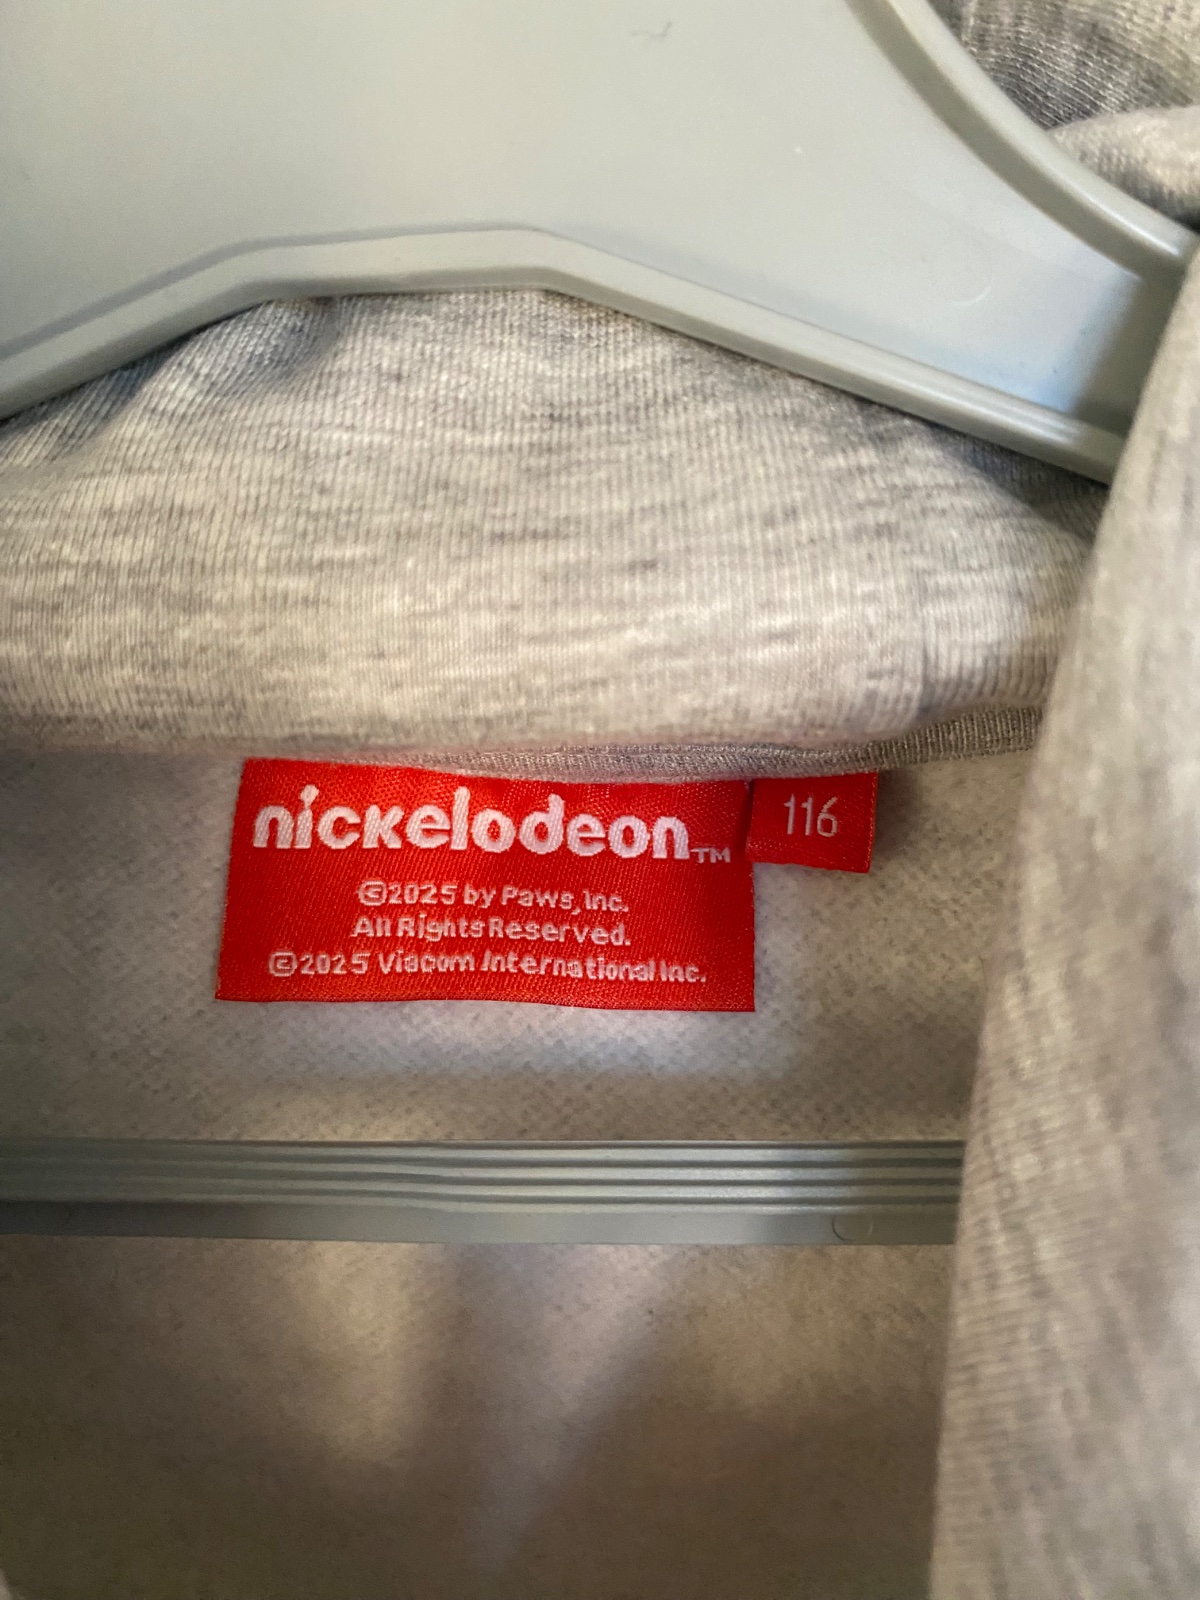 nickelodeon™
116
©2025 by Paws, Inc.
All Rights Reserved.
©2025 Viacom International Inc.